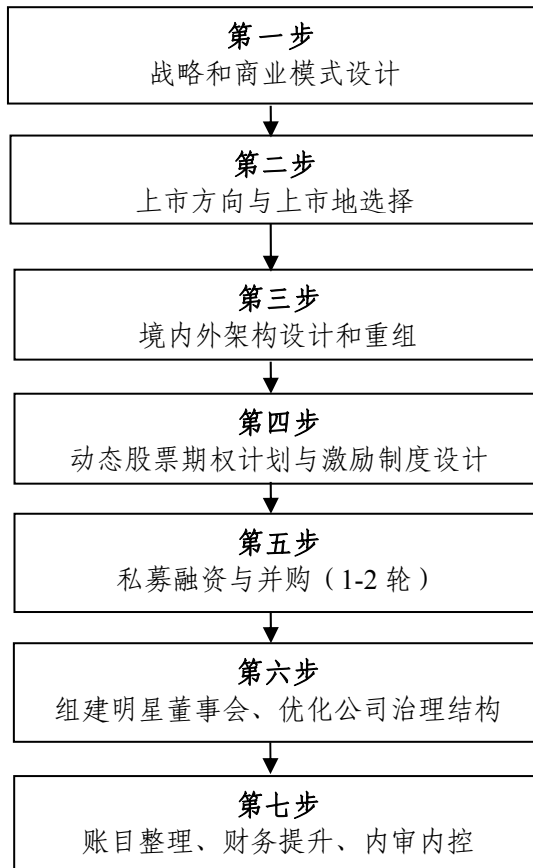 第一步
战略和商业模式设计
第二步
上市方向与上市地选择
第三步
境内外架构设计和重组
第四步
动态股票期权计划与激励制度设计
第五步
私募融资与并购（1-2 轮）
第六步
组建明星董事会、优化公司治理结构
第七步
账目整理、财务提升、内审内控